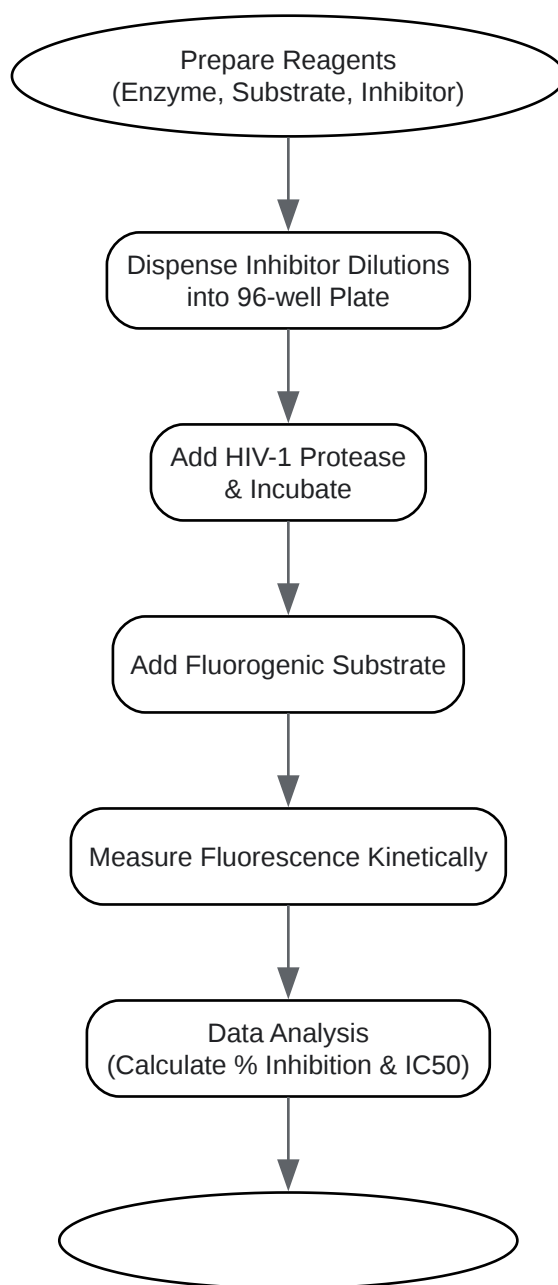 Prepare Reagents
(Enzyme, Substrate, Inhibitor)
Dispense Inhibitor Dilutions
into 96-well Plate
Add HIV-1 Protease
& Incubate
Add Fluorogenic Substrate
Measure Fluorescence Kinetically
Data Analysis
(Calculate % Inhibition & IC50)